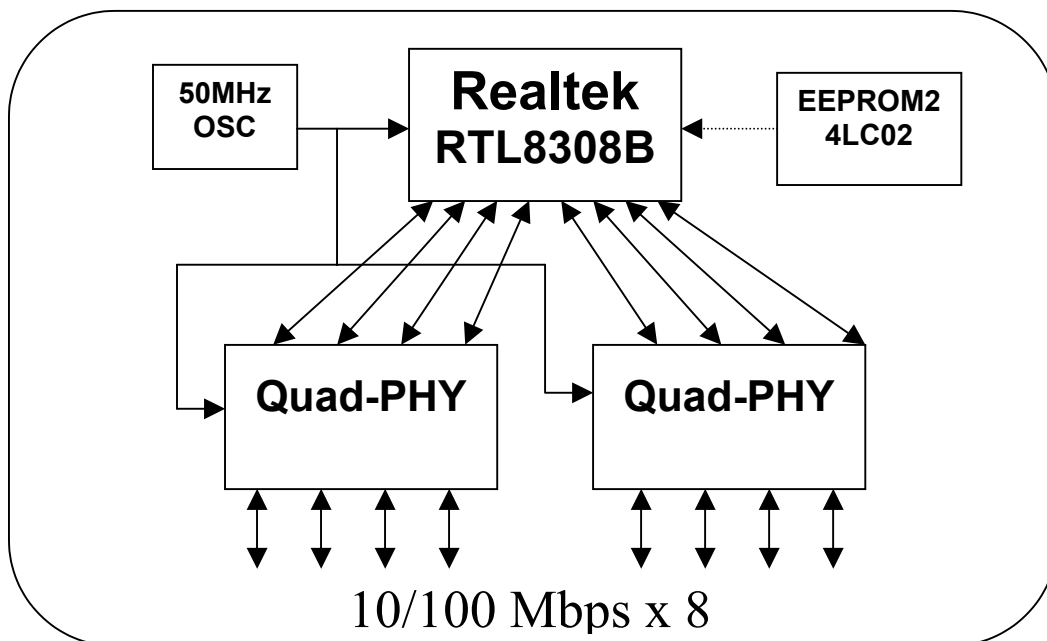 50MHz
OSC
Realtek
RTL8308B
EEPROM2
4LC02
Quad-PHY
Quad-PHY
10/100 Mbps x 8